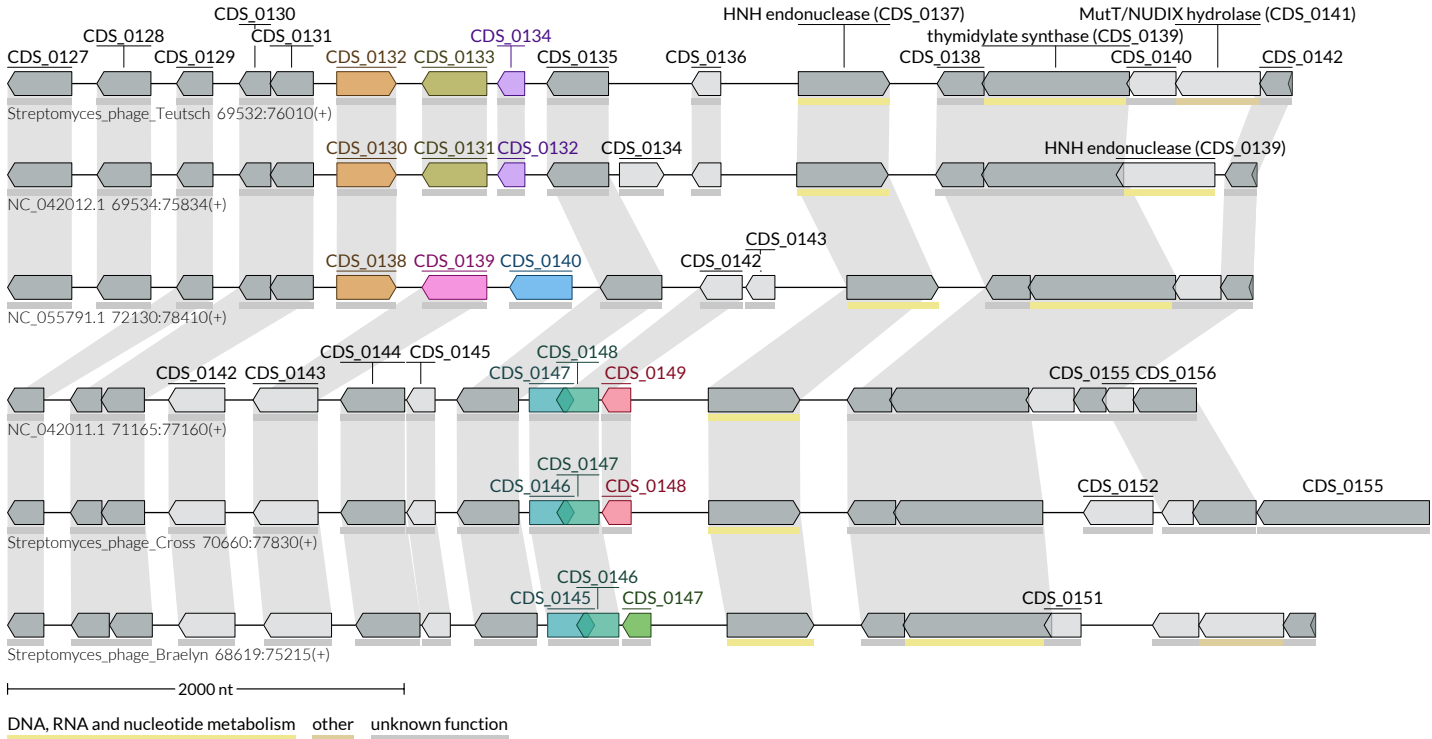 CDS_0130
HNH endonuclease (CDS_0137)
MutT/NUDIX hydrolase (CDS_0141)
CDS_0128 CDS_0131 CDS_0134 thymidylate synthase (CDS_0139)
CDS_0127 CDS_0129 CDS_0132 CDS_0133 CDS_0135 CDS_0136 CDS_0138 CDS_0140 CDS_0142
Streptomyces_phage_Teutsch 69532:76010(+)
CDS_0130 CDS_0131 CDS_0132 CDS_0134 HNH endonuclease (CDS_0139)
NC_042012.1 69534:75834(+)
CDS_0143
CDS_0138 CDS_0139 CDS_0140 CDS_0142
NC_055791.1 72130:78410(+)
CDS_0144 CDS_0145 CDS_0148
CDS_0142 CDS_0143 CDS_0147 CDS_0149 CDS_0155 CDS_0156
NC_042011.1 71165:77160(+)
CDS_0147
CDS_0146 CDS_0148 CDS_0152 CDS_0155
Streptomyces_phage_Cross 70660:77830(+)
CDS_0146
CDS_0145 CDS_0147 CDS_0151
Streptomyces_phage_Braelyn 68619:75215(+)
2000 nt
DNA, RNA and nucleotide metabolism other unknown function